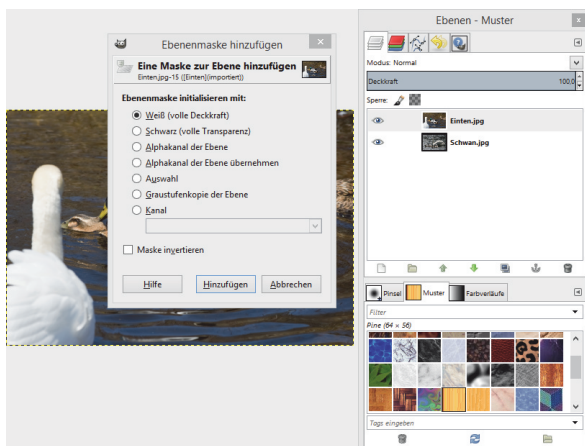 Ebenenmaske hinzufügen
Eine Maske zur Ebene hinzufügen
Einten.jpg-15 ([Einten](importiert))
Ebenenmaske initialisieren mit:
Weiß (volle Deckkraft)
Schwarz (volle Transparenz)
Alphakanal der Ebene
Alphakanal der Ebene übernehmen
Auswahl
Graustufenkopie der Ebene
Kanal
Maske invertieren
Hilfe
Hinzufügen
Abbrechen
Ebenen - Muster
Modus: Normal
Deckkraft 100,0
Sperre:
Einten.jpg
Schwan.jpg
Pinsel
Muster
Farbverläufe
Filter
Pine (64 × 56)
Tags eingeben